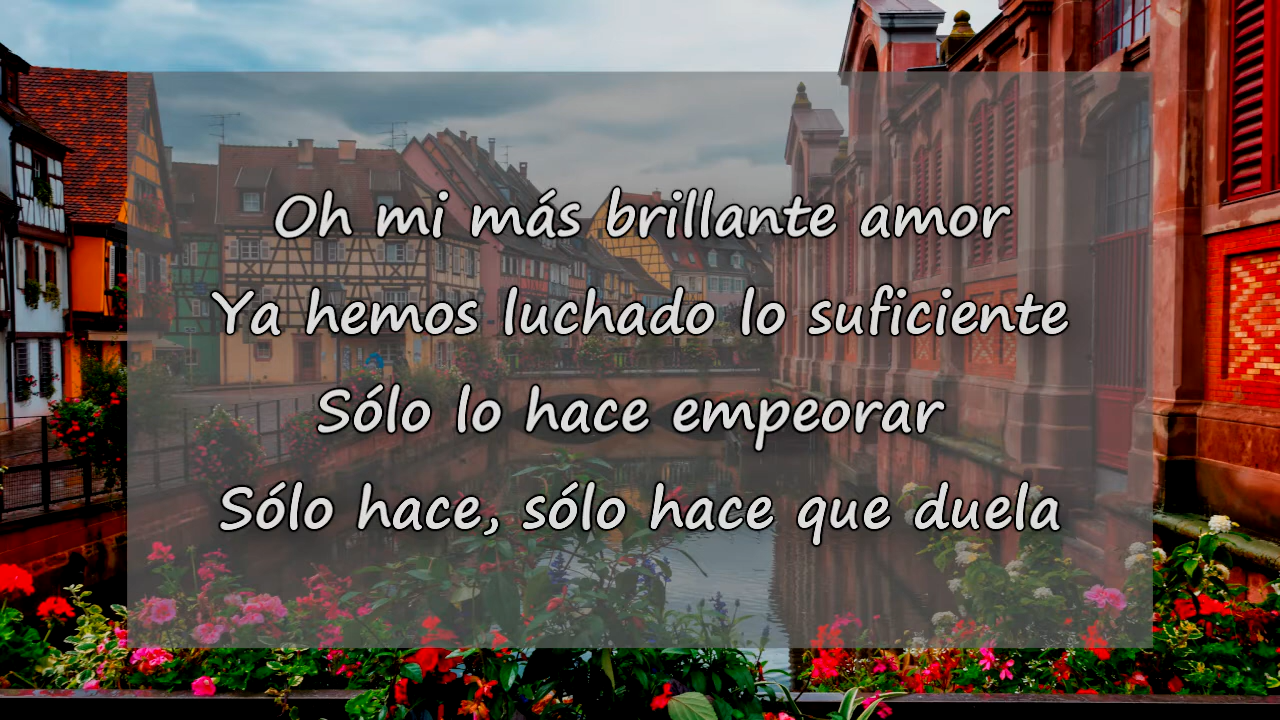 Oh mi más brillante amor
Ya hemos luchado lo suficiente
Sólo lo hace empeorar
Sólo hace, sólo hace que duela